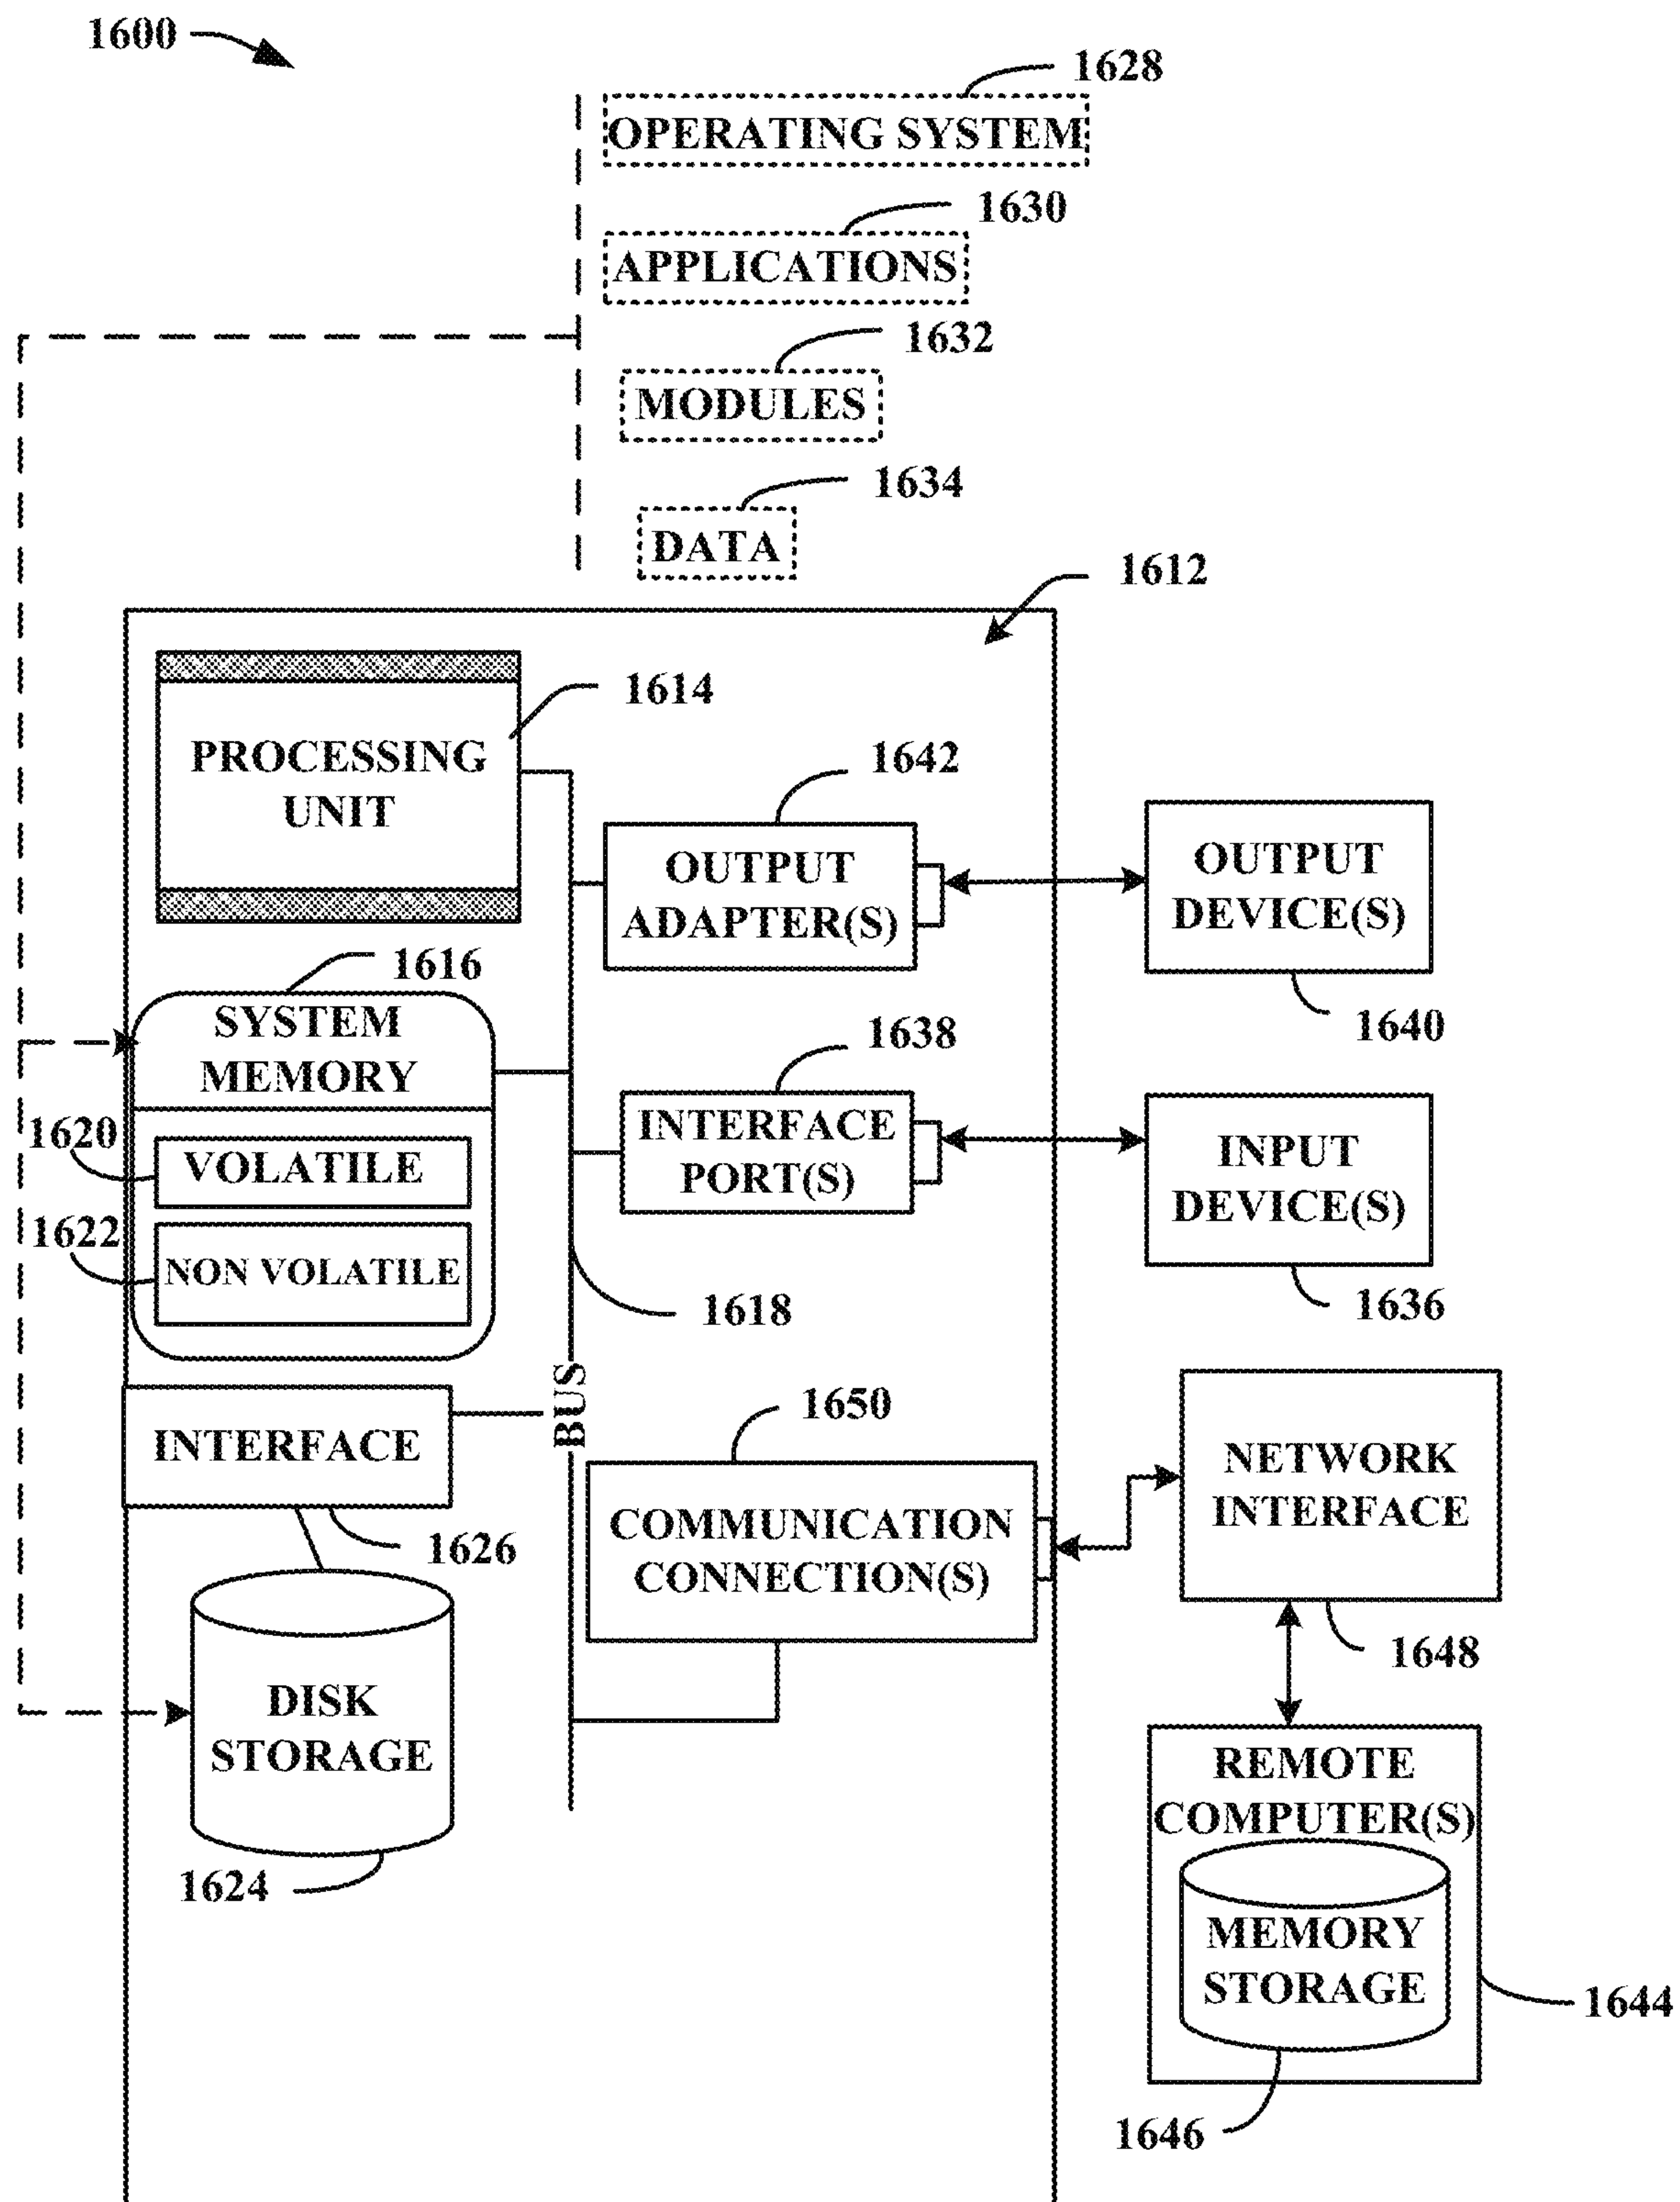 1600
1628
OPERATING SYSTEM
1630
APPLICATIONS
1632
MODULES
1634
DATA
1612
1614
PROCESSING
UNIT
1642
OUTPUT
ADAPTER(S)
OUTPUT
DEVICE(S)
1640
1616
SYSTEM
MEMORY
1620
VOLATILE
1622
NON VOLATILE
1638
INTERFACE
PORT(S)
INPUT
DEVICE(S)
1636
1618
BUS
INTERFACE
1626
1650
COMMUNICATION
CONNECTION(S)
NETWORK
INTERFACE
1648
DISK
STORAGE
1624
REMOTE
COMPUTER(S)
MEMORY
STORAGE
1644
1646